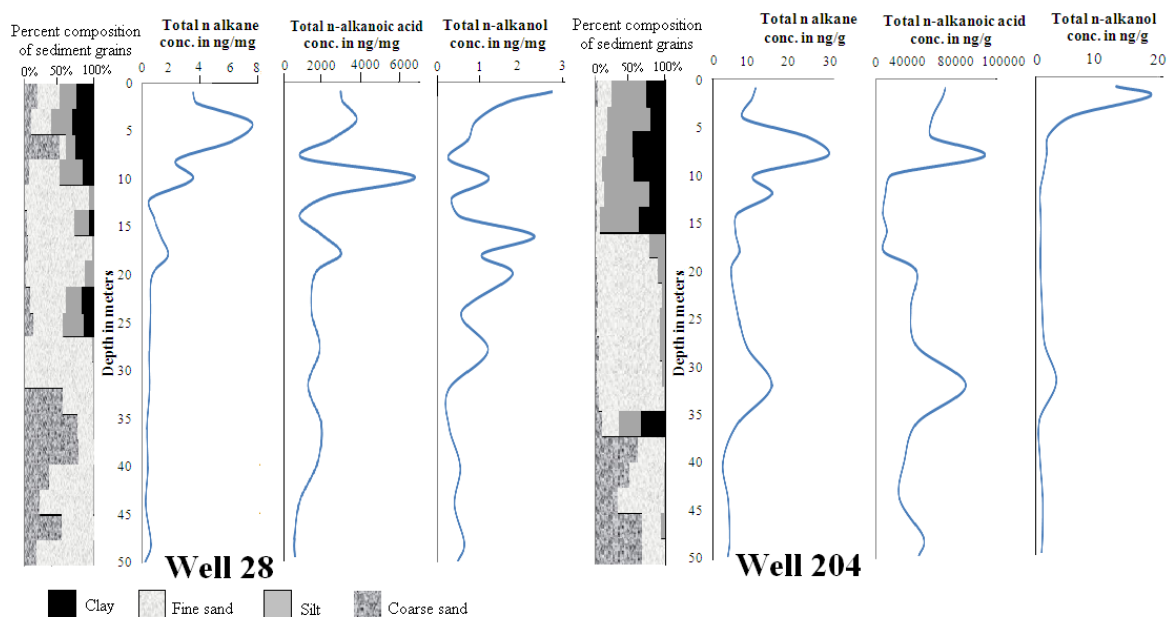 Percent composition
of sediment grains
0% 50% 100%
Total n alkane
conc. in ng/mg
0 2 4 6 8
Total n-alkanoic acid
conc. in ng/mg
0 2000 4000 6000
Total n-alkanol
conc. in ng/mg
0 1 2 3
Depth in meters
0
5
10
15
20
25
30
35
40
45
50
Well 28
Percent composition
of sediment grains
0% 50% 100%
Total n alkane
conc. in ng/g
0 10 20 30
Total n-alkanoic acid
conc. in ng/g
0 40000 80000 100000
Total n-alkanol
conc. in ng/g
0 10 20
Depth in meters
0
5
10
15
20
25
30
35
40
45
50
Well 204
Clay
Fine sand
Silt
Coarse sand